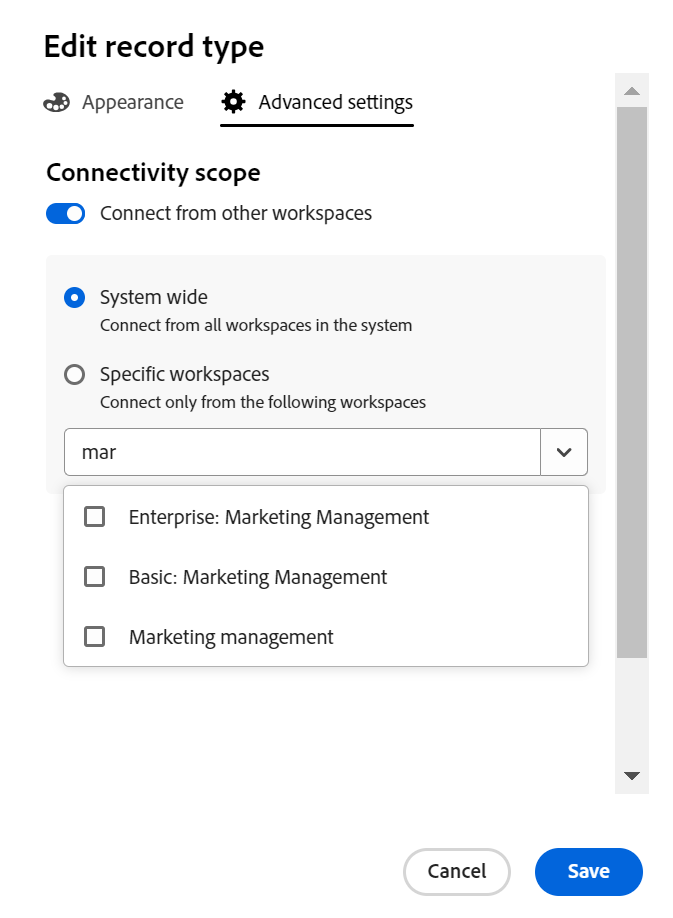 Edit record type
Appearance
Advanced settings
Connectivity scope
Connect from other workspaces
System wide
Connect from all workspaces in the system
Specific workspaces
Connect only from the following workspaces
mar
Enterprise: Marketing Management
Basic: Marketing Management
Marketing management
Cancel
Save